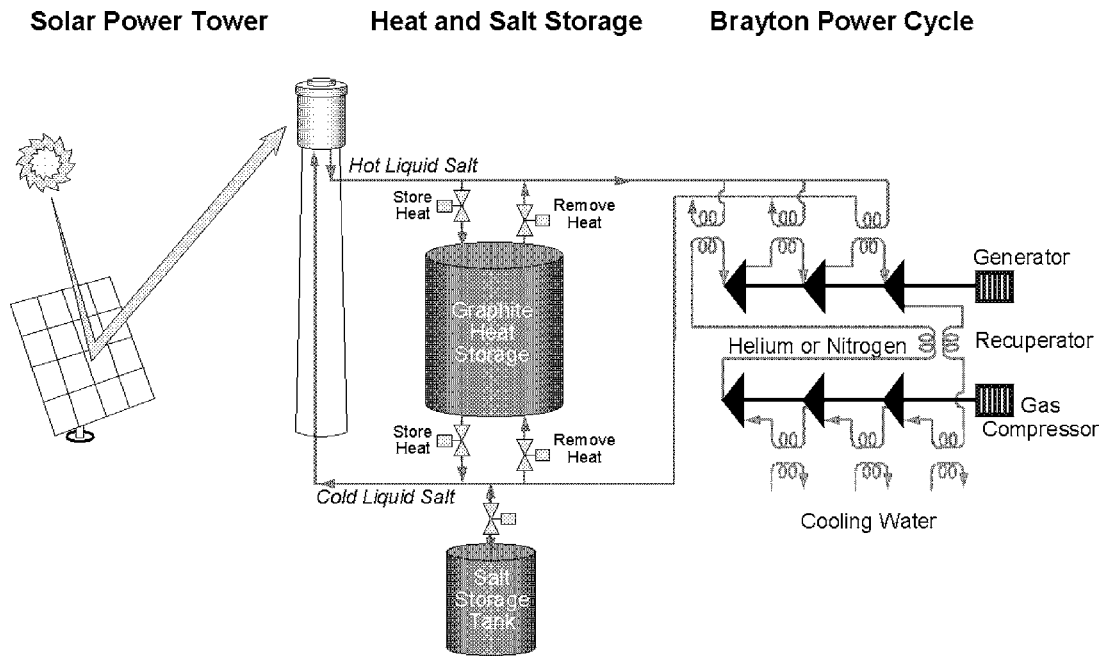 Solar Power Tower
Heat and Salt Storage
Brayton Power Cycle
Hot Liquid Salt
Store
Heat
Remove
Heat
Graphite
Heat
Storage
Generator
Helium or Nitrogen
Recuperator
Gas
Compressor
Store
Heat
Remove
Heat
Cold Liquid Salt
Cooling Water
Salt
Storage
Tank